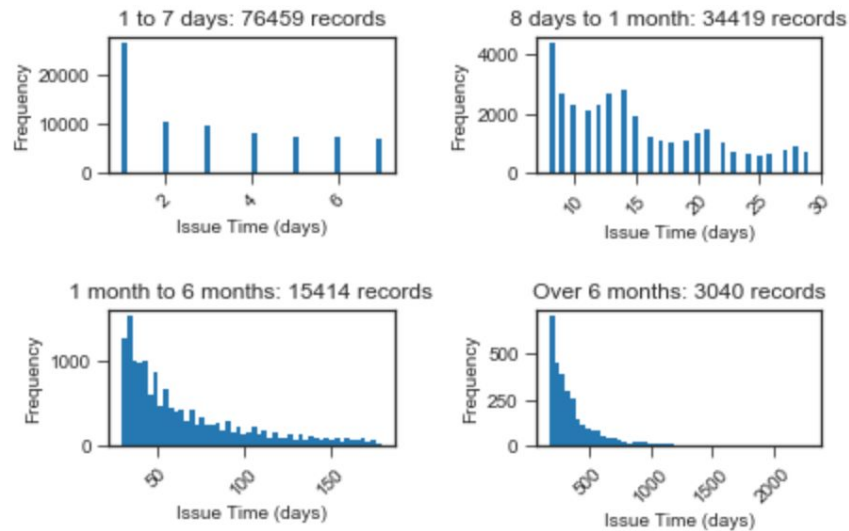 1 to 7 days: 76459 records
Frequency
20000
10000
0
2 4 6
Issue Time (days)
8 days to 1 month: 34419 records
Frequency
4000
2000
0
10 15 20 25 30
Issue Time (days)
1 month to 6 months: 15414 records
Frequency
1000
0
50 100 150
Issue Time (days)
Over 6 months: 3040 records
Frequency
500
250
0
500 1000 1500 2000
Issue Time (days)